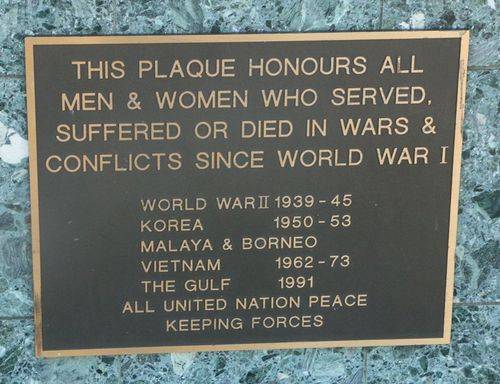 THIS PLAQUE HONOURS ALL
MEN & WOMEN WHO SERVED,
SUFFERED OR DIED IN WARS &
CONFLICTS SINCE WORLD WAR I
WORLD WAR II 1939 - 45
KOREA 1950 - 53
MALAYA & BORNEO
VIETNAM 1962 - 73
THE GULF 1991
ALL UNITED NATION PEACE
KEEPING FORCES